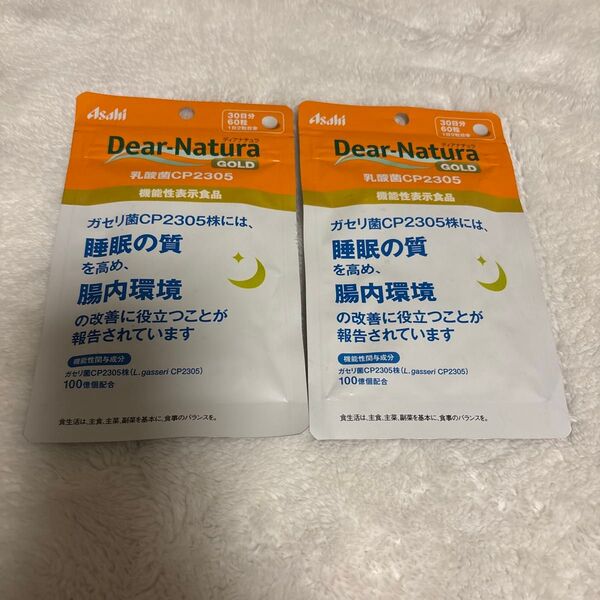 Asahi
30日分
60粒
1日2粒目安
ディアナチュラ
Dear-Natura
GOLD
乳酸菌CP2305
機能性表示食品
ガセリ菌CP2305株には、
睡眠の質
を高め、
腸内環境
の改善に役立つことが
報告されています
機能性関与成分
ガセリ菌CP2305株(L. gasseri CP2305)
100億個配合
食生活は、主食、主菜、副菜を基本に、食事のバランスを。
Asahi
30日分
60粒
1日2粒目安
ディアナチュラ
Dear-Natura
GOLD
乳酸菌CP2305
機能性表示食品
ガセリ菌CP2305株には、
睡眠の質
を高め、
腸内環境
の改善に役立つことが
報告されています
機能性関与成分
ガセリ菌CP2305株(L. gasseri CP2305)
100億個配合
食生活は、主食、主菜、副菜を基本に、食事のバランスを。